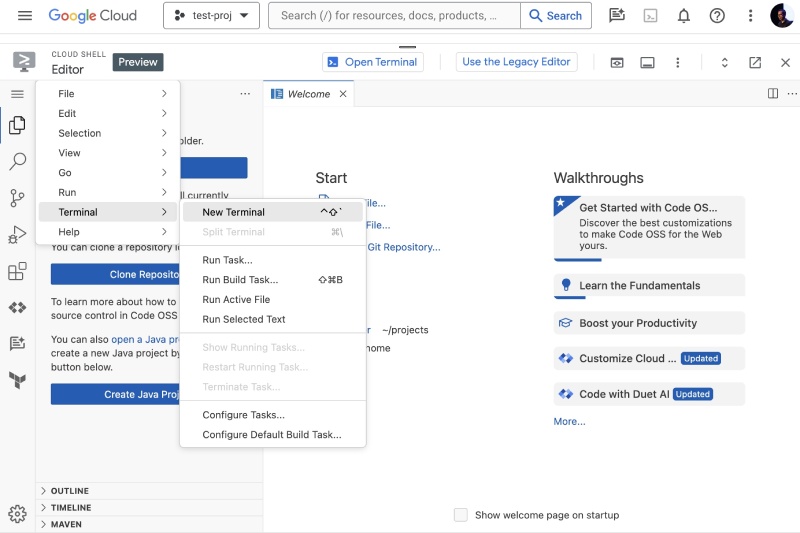 Google Cloud
test-proj
Search (/) for resources, docs, products, ...
Search
CLOUD SHELL
Editor
Preview
Open Terminal
Use the Legacy Editor
File
Edit
Selection
View
Go
Run
Terminal
Help
Welcome
New Terminal ⌃⇧`
Split Terminal ⌘\
Run Task...
Run Build Task... ⇧⌘B
Run Active File
Run Selected Text
Show Running Tasks...
Restart Running Task...
Terminate Task...
Configure Tasks...
Configure Default Build Task...
currently
You can clone a repository
Clone
To learn more about how to
source control in Code OSS
You can also open a Java
create a new Java project by
button below.
Create Java
OUTLINE
TIMELINE
MAVEN
Start
File...
File...
Git Repository...
~/projects
home
Walkthroughs
Get Started with Code OS...
Discover the best customizations
to make Code OSS for the Web
yours.
Learn the Fundamentals
Boost your Productivity
Customize Cloud ... Updated
Code with Duet AI Updated
More...
Show welcome page on startup